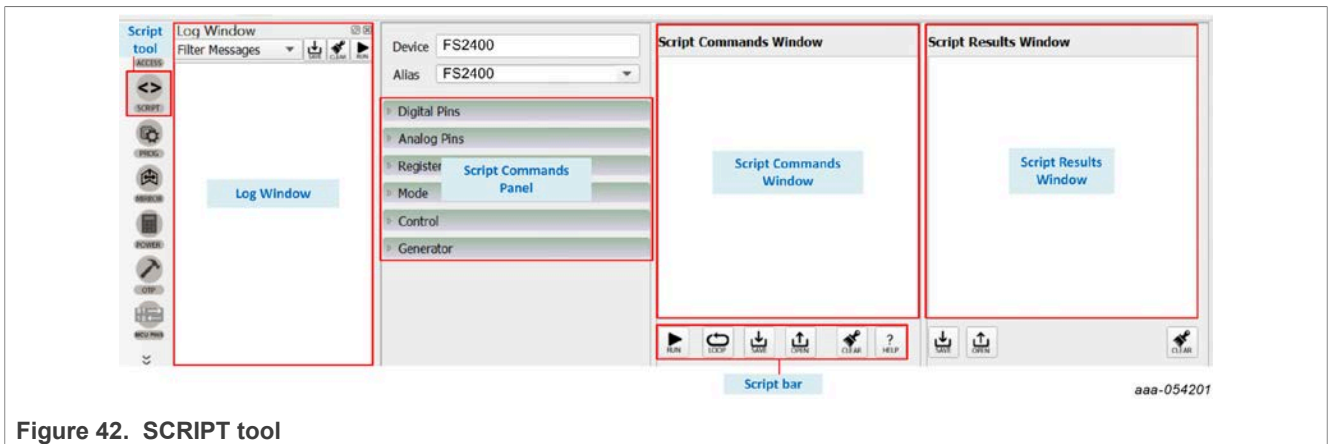 Script tool
ACCESS
<>
SCRIPT
PROG
MIRROR
POWER
OTP
MCU PINS
Log Window
Filter Messages
SAVE
CLEAR
RUN
Log Window
Device FS2400
Alias FS2400
Digital Pins
Analog Pins
Register
Mode
Control
Generator
Script Commands Panel
Script Commands Window
Script Commands Window
RUN
LOOP
SAVE
OPEN
CLEAR
?
HELP
Script bar
Script Results Window
Script Results Window
SAVE
OPEN
CLEAR
aaa-054201
Figure 42. SCRIPT tool